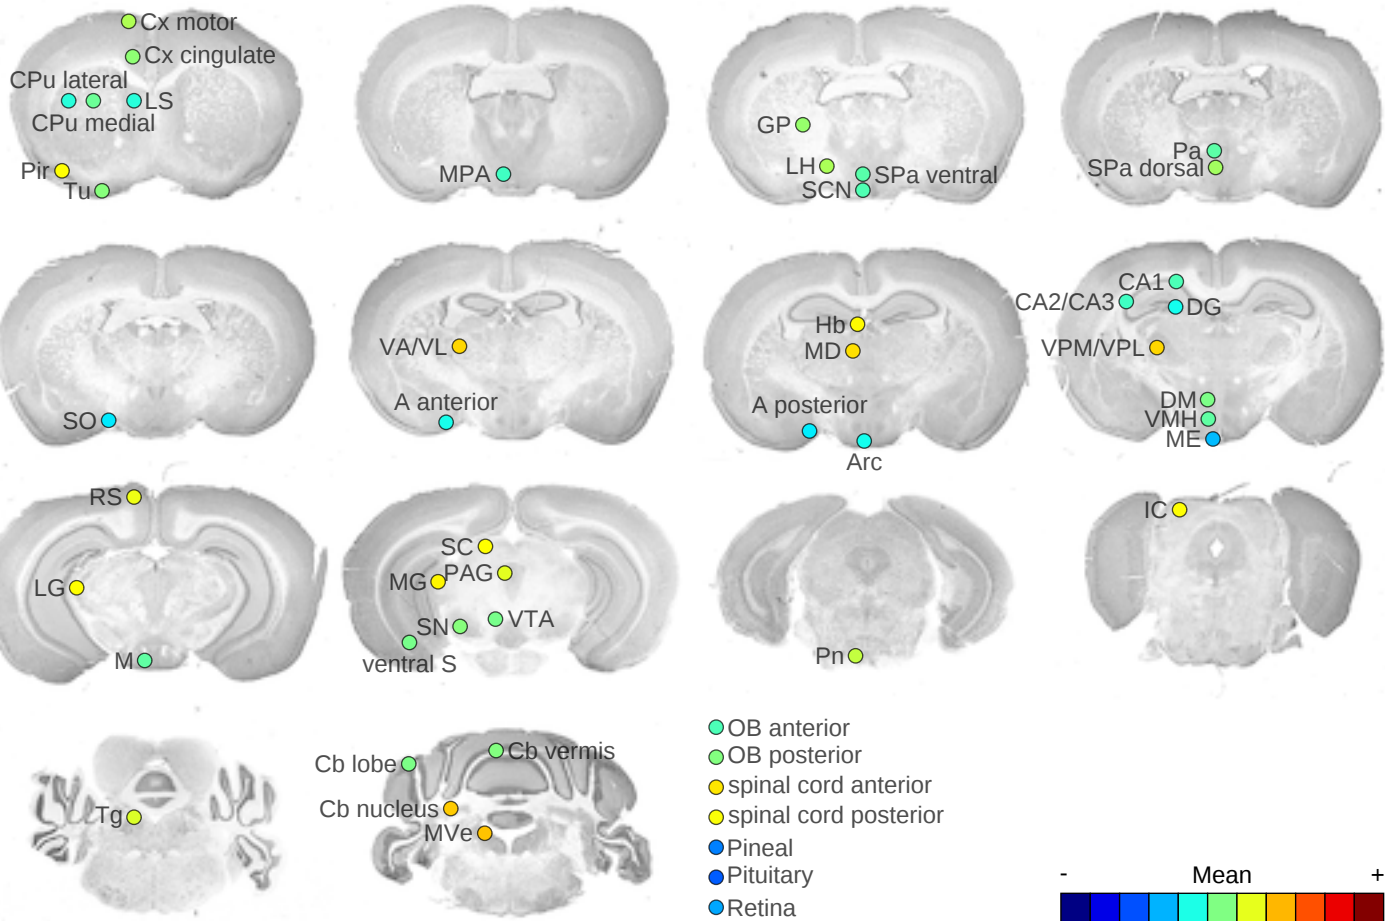 Cx motor
Cx cingulate
CPu lateral
LS
CPu medial
Pir
Tu
MPA
GP
LH
SPa ventral
SCN
Pa
SPa dorsal
SO
VA/VL
A anterior
Hb
MD
A posterior
Arc
CA1
CA2/CA3
DG
VPM/VPL
DM
VMH
ME
RS
LG
M
SC
MG
PAG
SN
VTA
ventral S
Pn
IC
Tg
Cb lobe
Cb vermis
Cb nucleus
MVe
OB anterior
OB posterior
spinal cord anterior
spinal cord posterior
Pineal
Pituitary
Retina
- Mean +